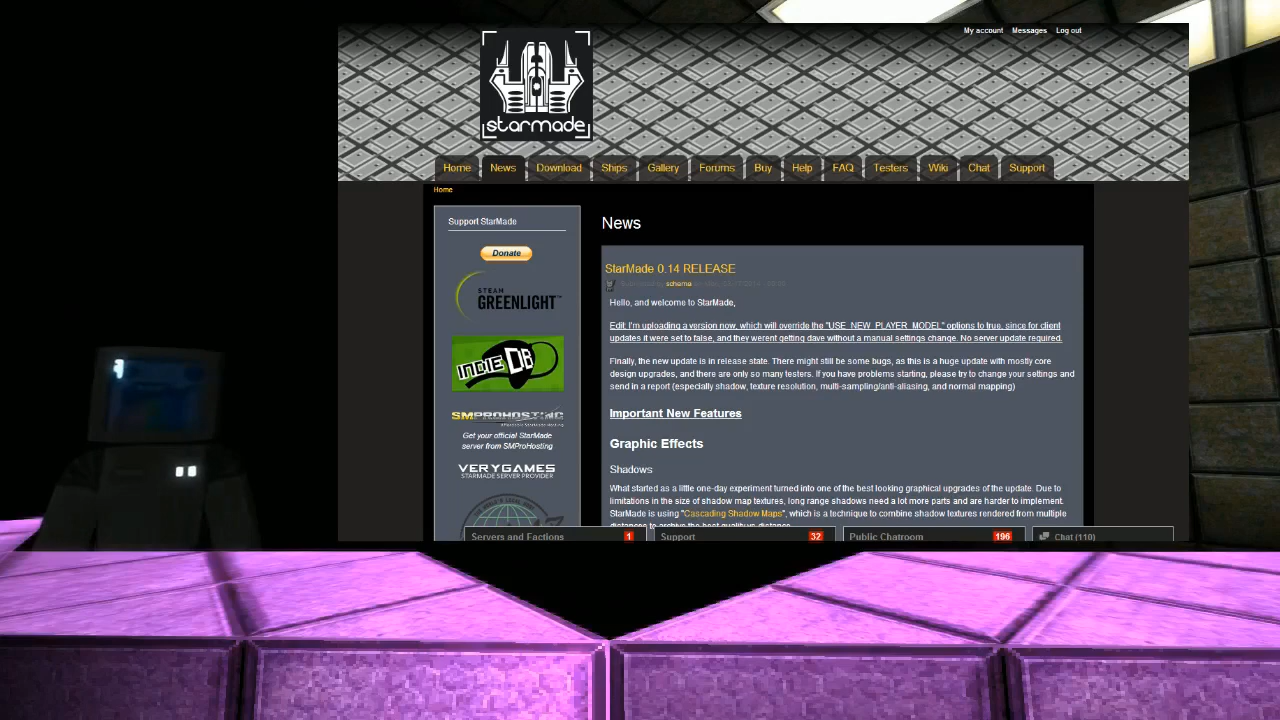 My account Messages Log out
starmade
Home News Download Ships Gallery Forums Buy Help FAQ Testers Wiki Chat Support
Home
Support StarMade
Donate
STEAM
GREENLIGHT™
INDIE DB
SMPROHOSTING
Get your official StarMade
server from SMProHosting
VERYGAMES
STARMADE SERVER PROVIDER
News
StarMade 0.14 RELEASE
schema
Hello, and welcome to StarMade,
Edit: I'm uploading a version now, which will override the "USE_NEW_PLAYER_MODEL" options to true, since for client
updates it were set to false, and they werent getting dave without a manual settings change. No server update required.
Finally, the new update is in release state. There might still be some bugs, as this is a huge update with mostly core
design upgrades, and there are only so many testers. If you have problems starting, please try to change your settings and
send in a report (especially shadow, texture resolution, multi-sampling/anti-aliasing, and normal mapping)
Important New Features
Graphic Effects
Shadows
What started as a little one-day experiment turned into one of the best looking graphical upgrades of the update. Due to
limitations in the size of shadow map textures, long range shadows need a lot more parts and are harder to implement.
StarMade is using "Cascading Shadow Maps", which is a technique to combine shadow textures rendered from multiple
distances to archive the best quality vs distance.
Servers and Factions 1
Support 32
Public Chatroom 196
Chat (110)